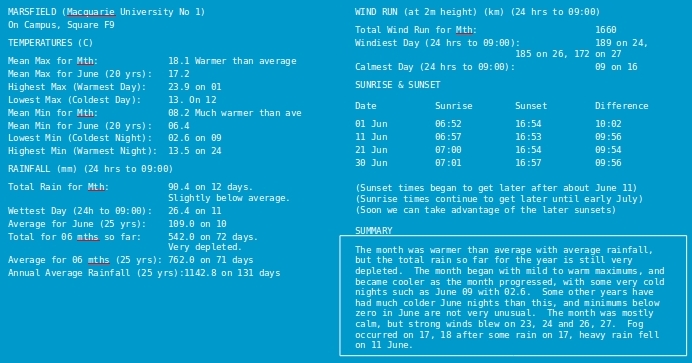 MARSFIELD (Macquarie University No 1)
On Campus, Square F9
TEMPERATURES (C)
Mean Max for Mth: 18.1 Warmer than average
Mean Max for June (20 yrs): 17.2
Highest Max (Warmest Day): 23.9 on 01
Lowest Max (Coldest Day): 13. On 12
Mean Min for Mth: 08.2 Much warmer than ave
Mean Min for June (20 yrs): 06.4
Lowest Min (Coldest Night): 02.6 on 09
Highest Min (Warmest Night): 13.5 on 24
RAINFALL (mm) (24 hrs to 09:00)
Total Rain for Mth: 90.4 on 12 days.
Slightly below average.
Wettest Day (24h to 09:00): 26.4 on 11
Average for June (25 yrs): 109.0 on 10
Total for 06 mths so far: 542.0 on 72 days.
Very depleted.
Average for 06 mths (25 yrs): 762.0 on 71 days
Annual Average Rainfall (25 yrs):1142.8 on 131 days
WIND RUN (at 2m height) (km) (24 hrs to 09:00)
Total Wind Run for Mth: 1660
Windiest Day (24 hrs to 09:00): 189 on 24,
185 on 26, 172 on 27
Calmest Day (24 hrs to 09:00): 09 on 16
SUNRISE & SUNSET
Date Sunrise Sunset Difference
01 Jun 06:52 16:54 10:02
11 Jun 06:57 16:53 09:56
21 Jun 07:00 16:54 09:54
30 Jun 07:01 16:57 09:56
(Sunset times began to get later after about June 11)
(Sunrise times continue to get later until early July)
(Soon we can take advantage of the later sunsets)
SUMMARY
The month was warmer than average with average rainfall,
but the total rain so far for the year is still very
depleted. The month began with mild to warm maximums, and
became cooler as the month progressed, with some very cold
nights such as June 09 with 02.6. Some other years have
had much colder June nights than this, and minimums below
zero in June are not very unusual. The month was mostly
calm, but strong winds blew on 23, 24 and 26, 27. Fog
occurred on 17, 18 after some rain on 17, heavy rain fell
on 11 June.